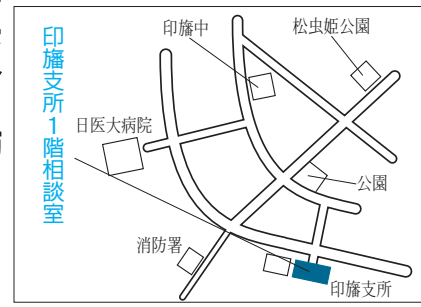 印旛支所1階相談室
印旛中
松虫姫公園
日医大病院
公園
消防署
印旛支所